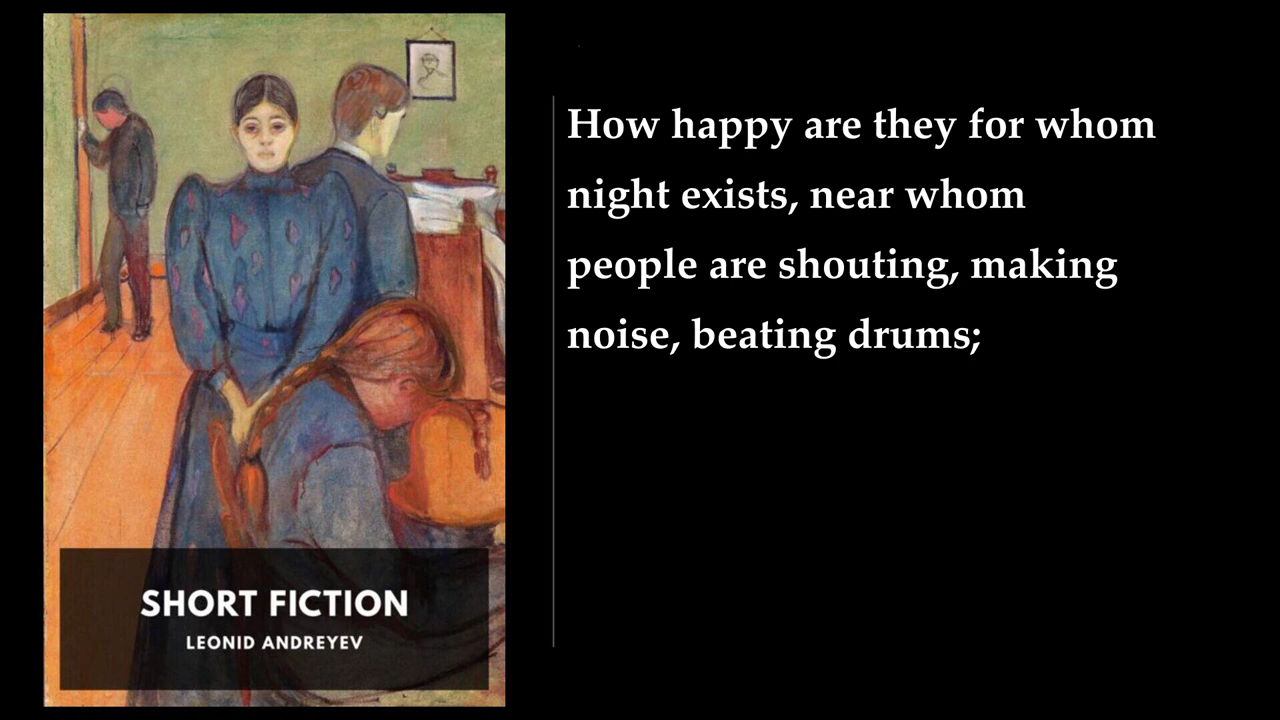 How happy are they for whom
night exists, near whom
people are shouting, making
noise, beating drums;
SHORT FICTION
LEONID ANDREYEV